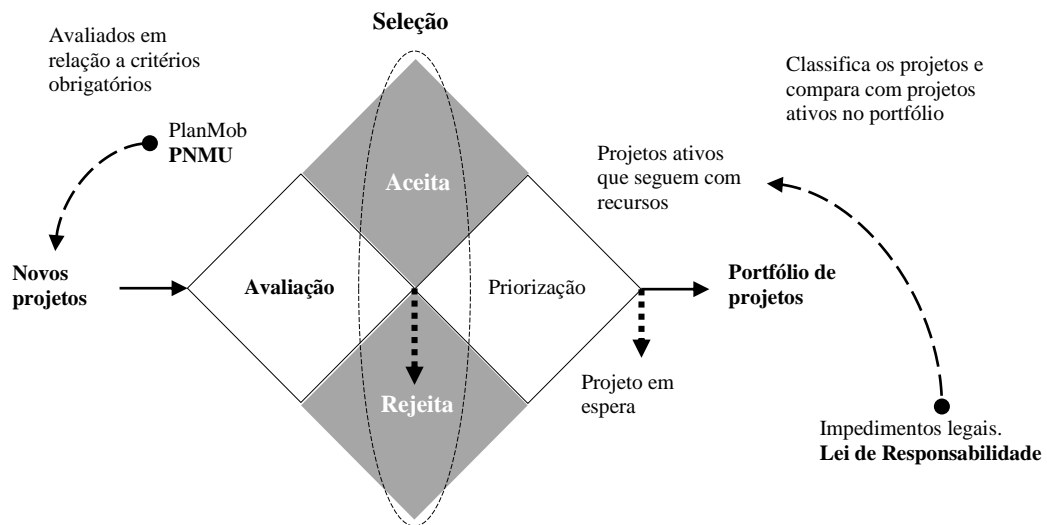 Seleção
Avaliados em
relação a critérios
obrigatórios
PlanMob
PNMU
Novos
projetos
Avaliação
Aceita
Rejeita
Priorização
Classifica os projetos e
compara com projetos
ativos no portfólio
Projetos ativos
que seguem com
recursos
Portfólio de
projetos
Projeto em
espera
Impedimentos legais.
Lei de Responsabilidade